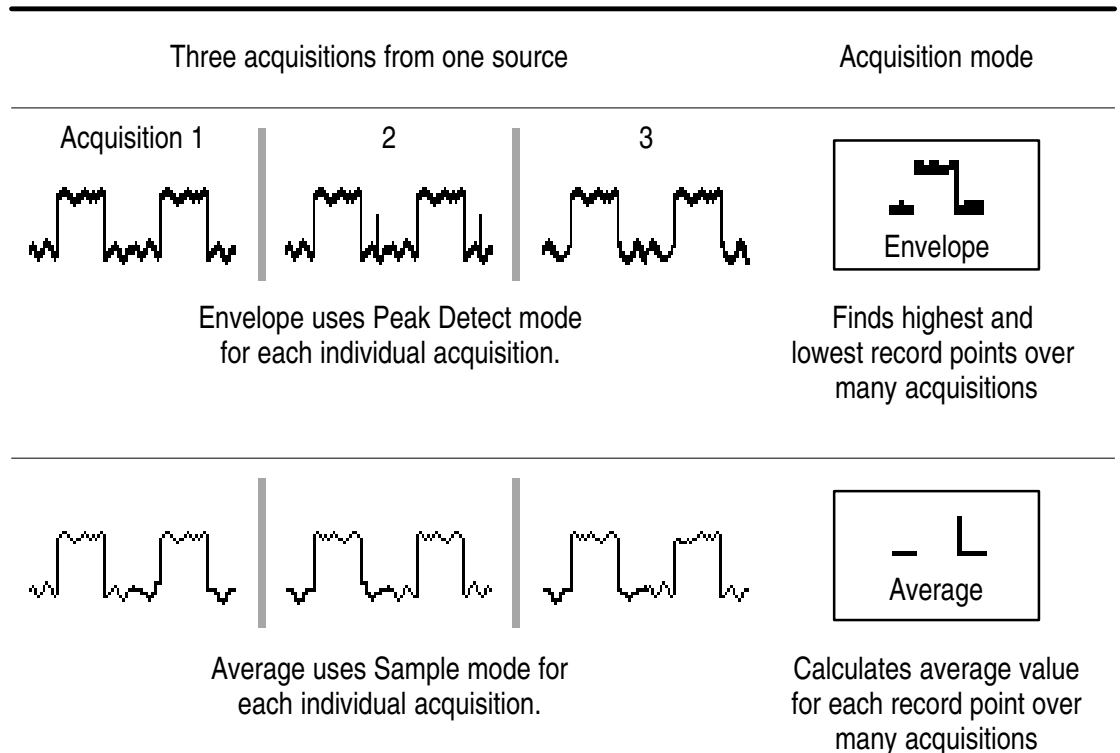 Three acquisitions from one source
Acquisition mode
Acquisition 1
2
3
Envelope
Envelope uses Peak Detect mode
for each individual acquisition.
Finds highest and
lowest record points over
many acquisitions
Average
Average uses Sample mode for
each individual acquisition.
Calculates average value
for each record point over
many acquisitions